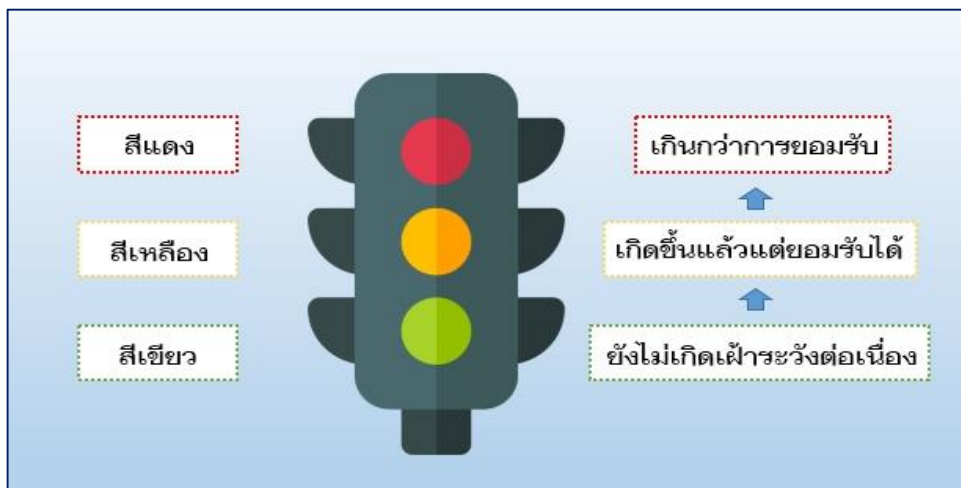 สีแดง
เกินกว่าการยอมรับ
สีเหลือง
เกิดขึ้นแล้วแต่ยอมรับได้
สีเขียว
ยังไม่เกิดเฝ้าระวังต่อเนื่อง